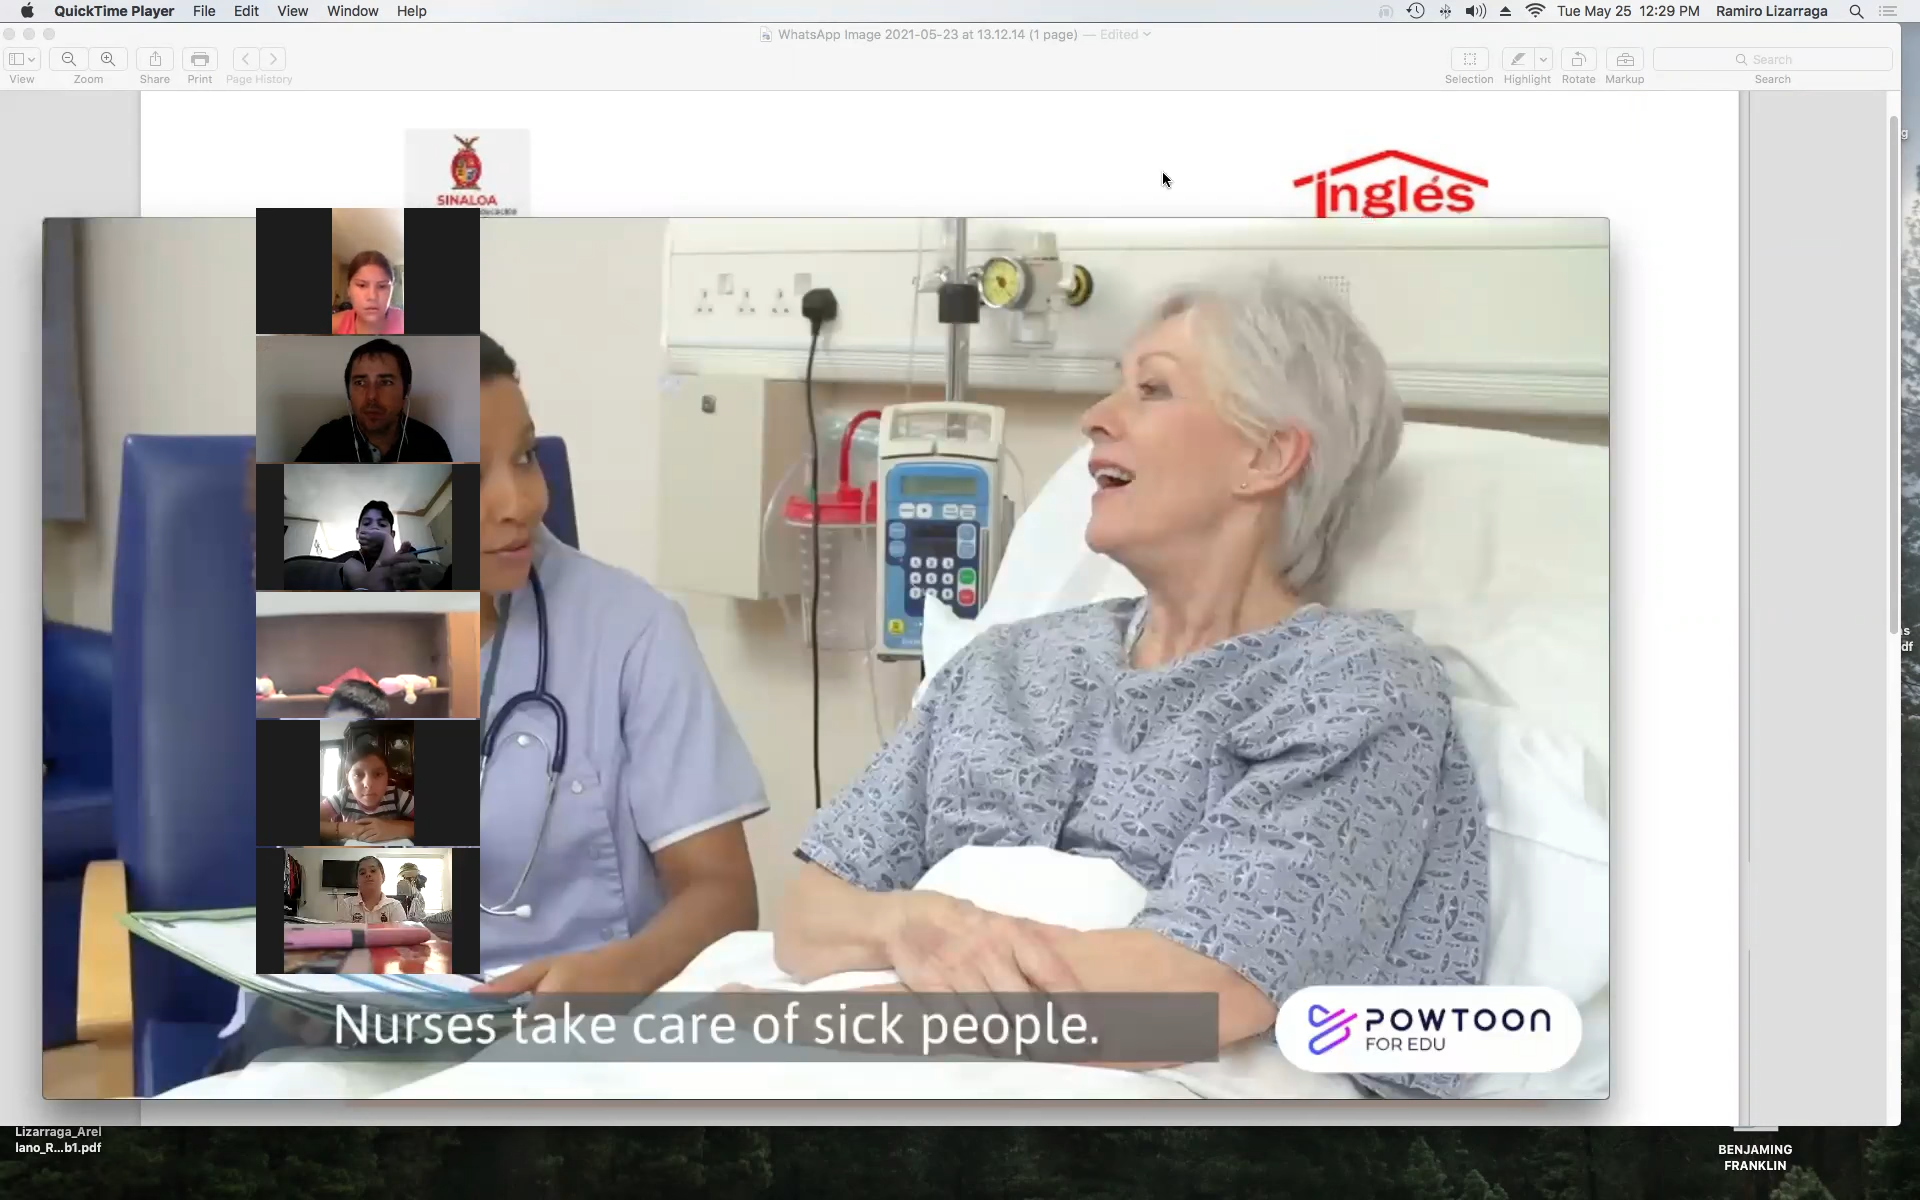 QuickTime Player File Edit View Window Help Tue May 25 12:29 PM Ramiro Lizarraga
WhatsApp Image 2021-05-23 at 13.12.14 (1 page) — Edited
View Zoom Share Print Page History Selection Highlight Rotate Markup Search
Search
SINALOA
Inglés
Nurses take care of sick people.
POWTOON
FOR EDU
Lizarraga_Arel
lano_R...b1.pdf
BENJAMING
FRANKLIN